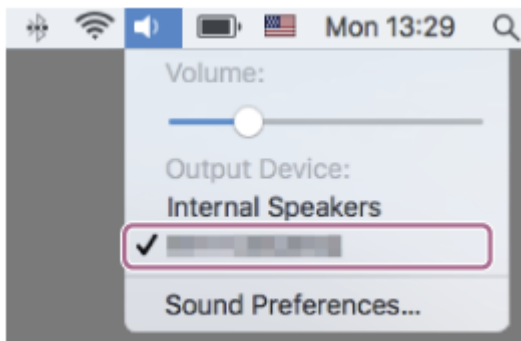 Mon 13:29
Volume:
Output Device:
Internal Speakers
Sound Preferences...